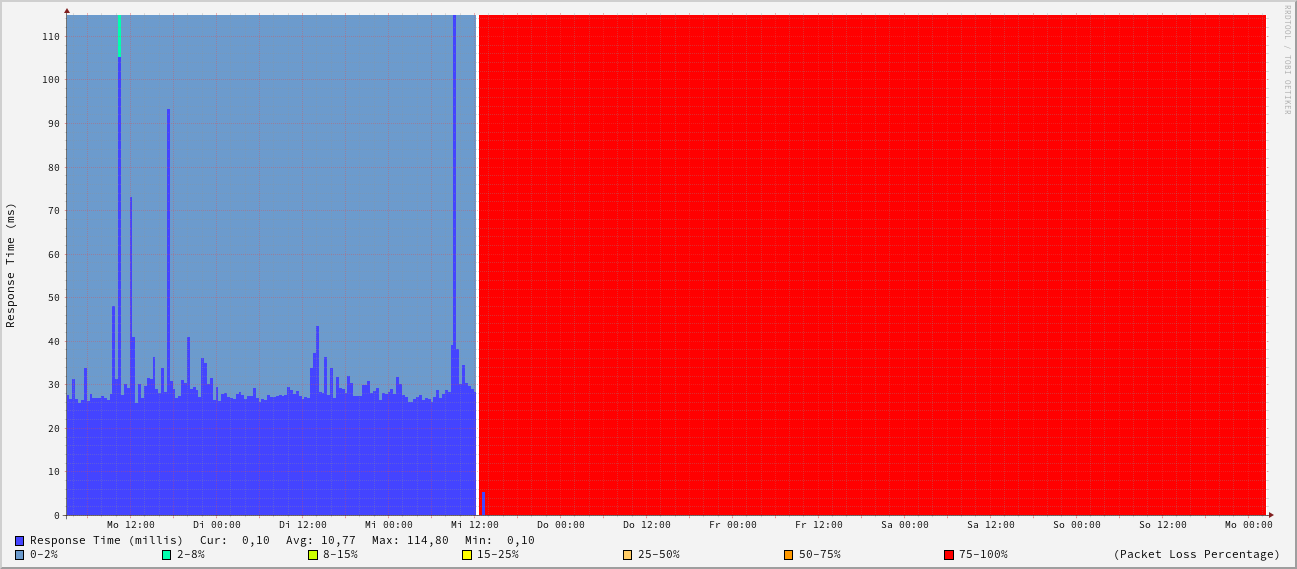 RRDTOOL / TOBI OETIKER
Response Time (ms)
110
100
90
80
70
60
50
40
30
20
10
0
Mo 12:00 Di 00:00 Di 12:00 Mi 00:00 Mi 12:00 Do 00:00 Do 12:00 Fr 00:00 Fr 12:00 Sa 00:00 Sa 12:00 So 00:00 So 12:00 Mo 00:00
Response Time (millis) Cur: 0,10 Avg: 10,77 Max: 114,80 Min: 0,10
0-2% 2-8% 8-15% 15-25% 25-50% 50-75% 75-100% (Packet Loss Percentage)